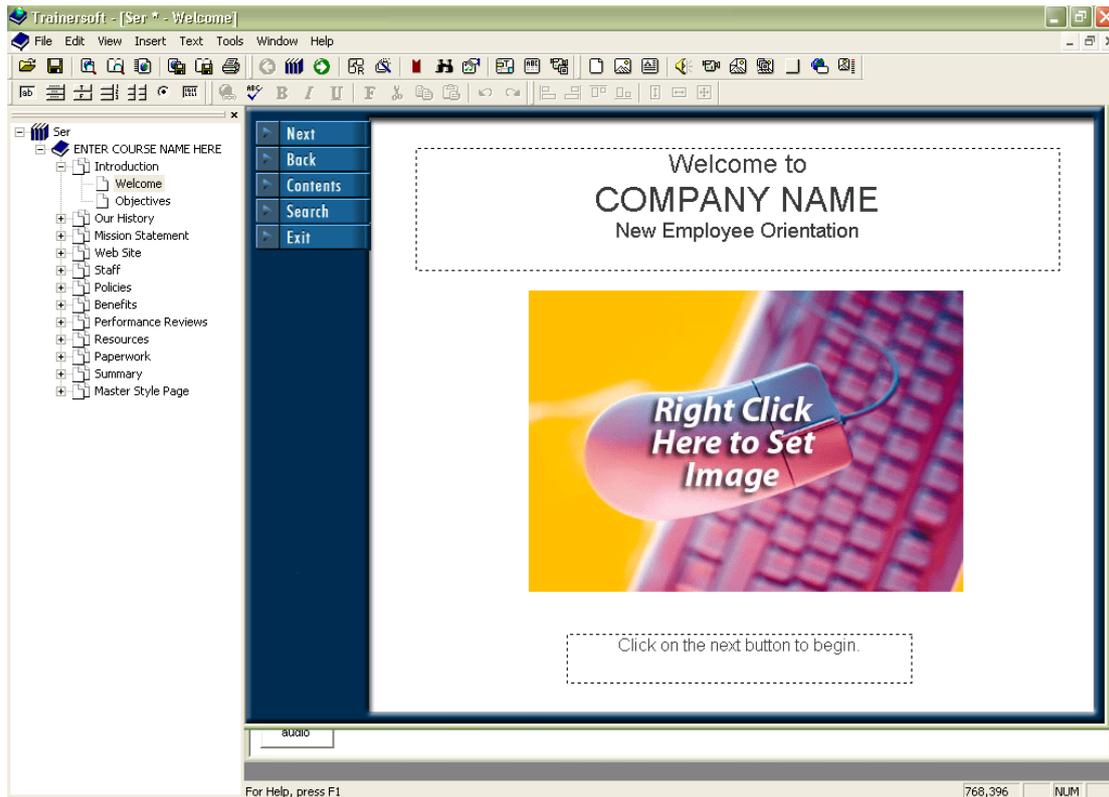 Trainersoft - [Ser * - Welcome]
File Edit View Insert Text Tools Window Help
Ser
ENTER COURSE NAME HERE
Introduction
Welcome
Objectives
Our History
Mission Statement
Web Site
Staff
Policies
Benefits
Performance Reviews
Resources
Paperwork
Summary
Master Style Page
Next
Back
Contents
Search
Exit
Welcome to
COMPANY NAME
New Employee Orientation
Right Click
Here to Set
Image
Click on the next button to begin.
audio
For Help, press F1
768,396
NUM